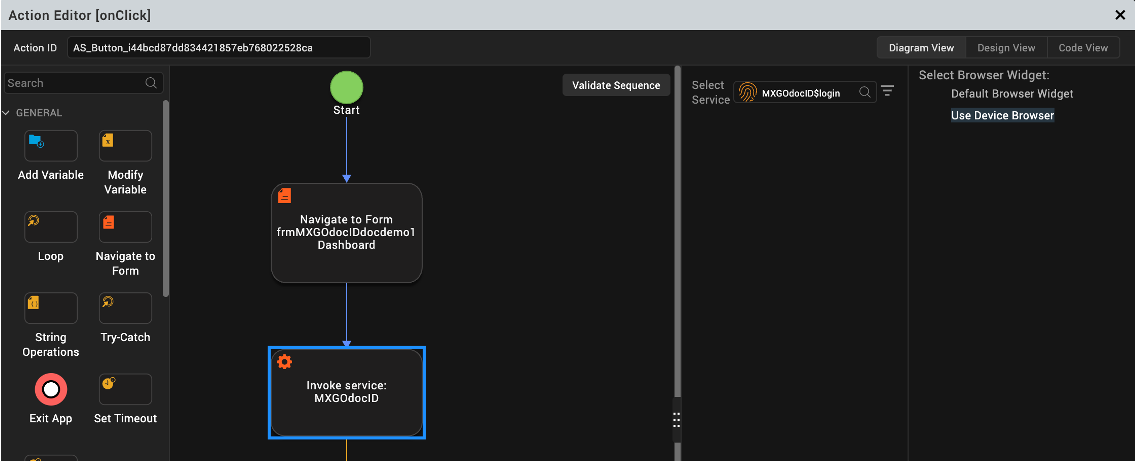 Action Editor [onClick]
Action ID
AS_Button_i44bcd87dd834421857eb768022528ca
Diagram View
Design View
Code View
Search
GENERAL
Add Variable
Modify
Variable
Loop
Navigate to
Form
String
Operations
Try-Catch
Exit App
Set Timeout
Validate Sequence
Start
Navigate to Form
frmMXGOdocIDdocdemo1
Dashboard
Invoke service:
MXGOdocID
Select
Service
MXGOdocID$login
Select Browser Widget:
Default Browser Widget
Use Device Browser